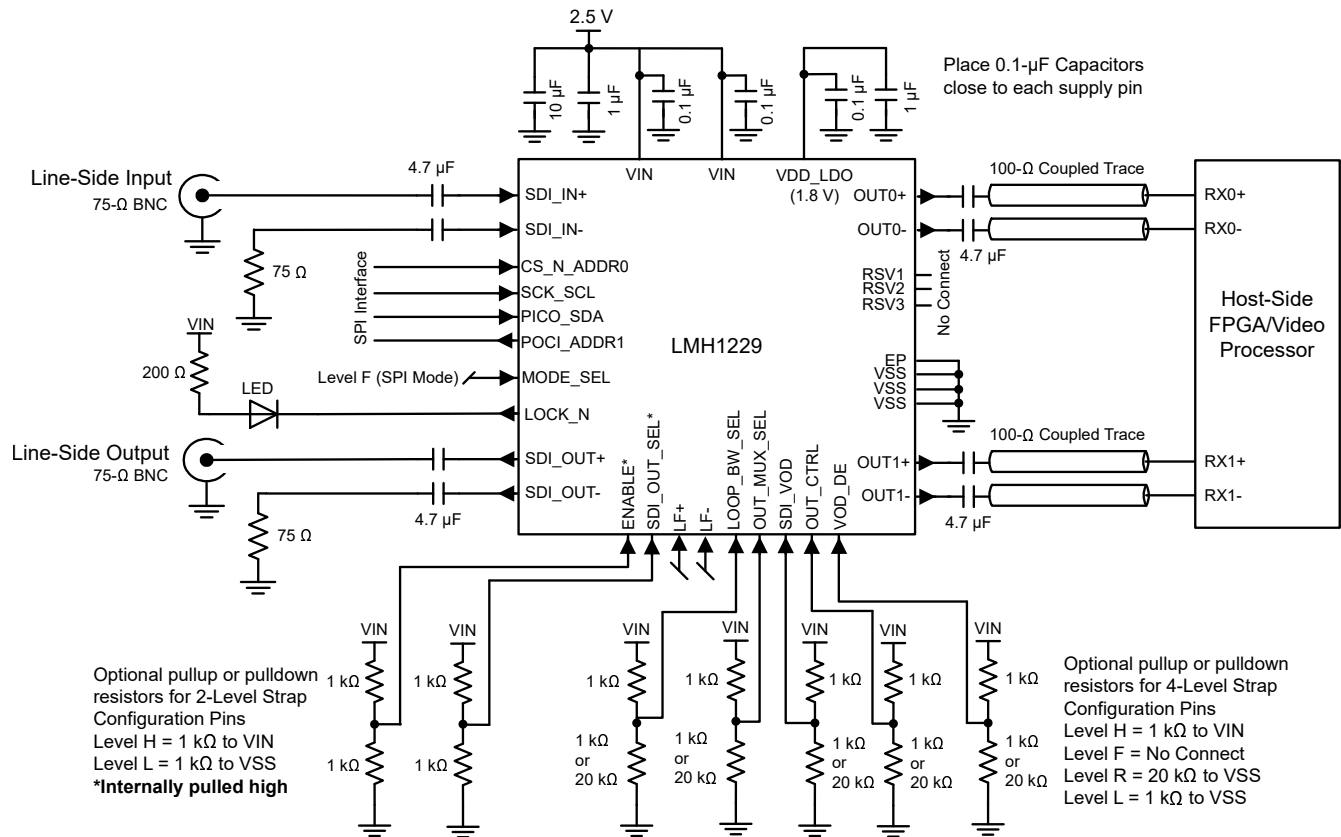 2.5 V
10 µF
1 µF
0.1 µF
0.1 µF
0.1 µF
1 µF
Place 0.1-µF Capacitors
close to each supply pin
VIN
VIN
VDD_LDO
(1.8 V)
Line-Side Input
75-Ω BNC
4.7 µF
SDI_IN+
SDI_IN-
75 Ω
SPI Interface
CS_N_ADDR0
SCK_SCL
PICO_SDA
POCI_ADDR1
Level F (SPI Mode)
MODE_SEL
VIN
200 Ω
LED
LOCK_N
Line-Side Output
75-Ω BNC
SDI_OUT+
SDI_OUT-
4.7 µF
75 Ω
LMH1229
OUT0+
OUT0-
100-Ω Coupled Trace
4.7 µF
RX0+
RX0-
RSV1
RSV2
RSV3
No Connect
EP
VSS
VSS
VSS
Host-Side
FPGA/Video
Processor
100-Ω Coupled Trace
OUT1+
OUT1-
4.7 µF
RX1+
RX1-
ENABLE*
SDI_OUT_SEL*
LF+
LF-
LOOP_BW_SEL
OUT_MUX_SEL
SDI_VOD
OUT_CTRL
VOD_DE
Optional pullup or pulldown
resistors for 2-Level Strap
Configuration Pins
Level H = 1 kΩ to VIN
Level L = 1 kΩ to VSS
*Internally pulled high
VIN
1 kΩ
1 kΩ
VIN
1 kΩ
1 kΩ
VIN
1 kΩ
1 kΩ
or
20 kΩ
VIN
1 kΩ
1 kΩ
or
20 kΩ
VIN
1 kΩ
1 kΩ
or
20 kΩ
VIN
1 kΩ
1 kΩ
or
20 kΩ
VIN
1 kΩ
1 kΩ
or
20 kΩ
Optional pullup or pulldown
resistors for 4-Level Strap
Configuration Pins
Level H = 1 kΩ to VIN
Level F = No Connect
Level R = 20 kΩ to VSS
Level L = 1 kΩ to VSS